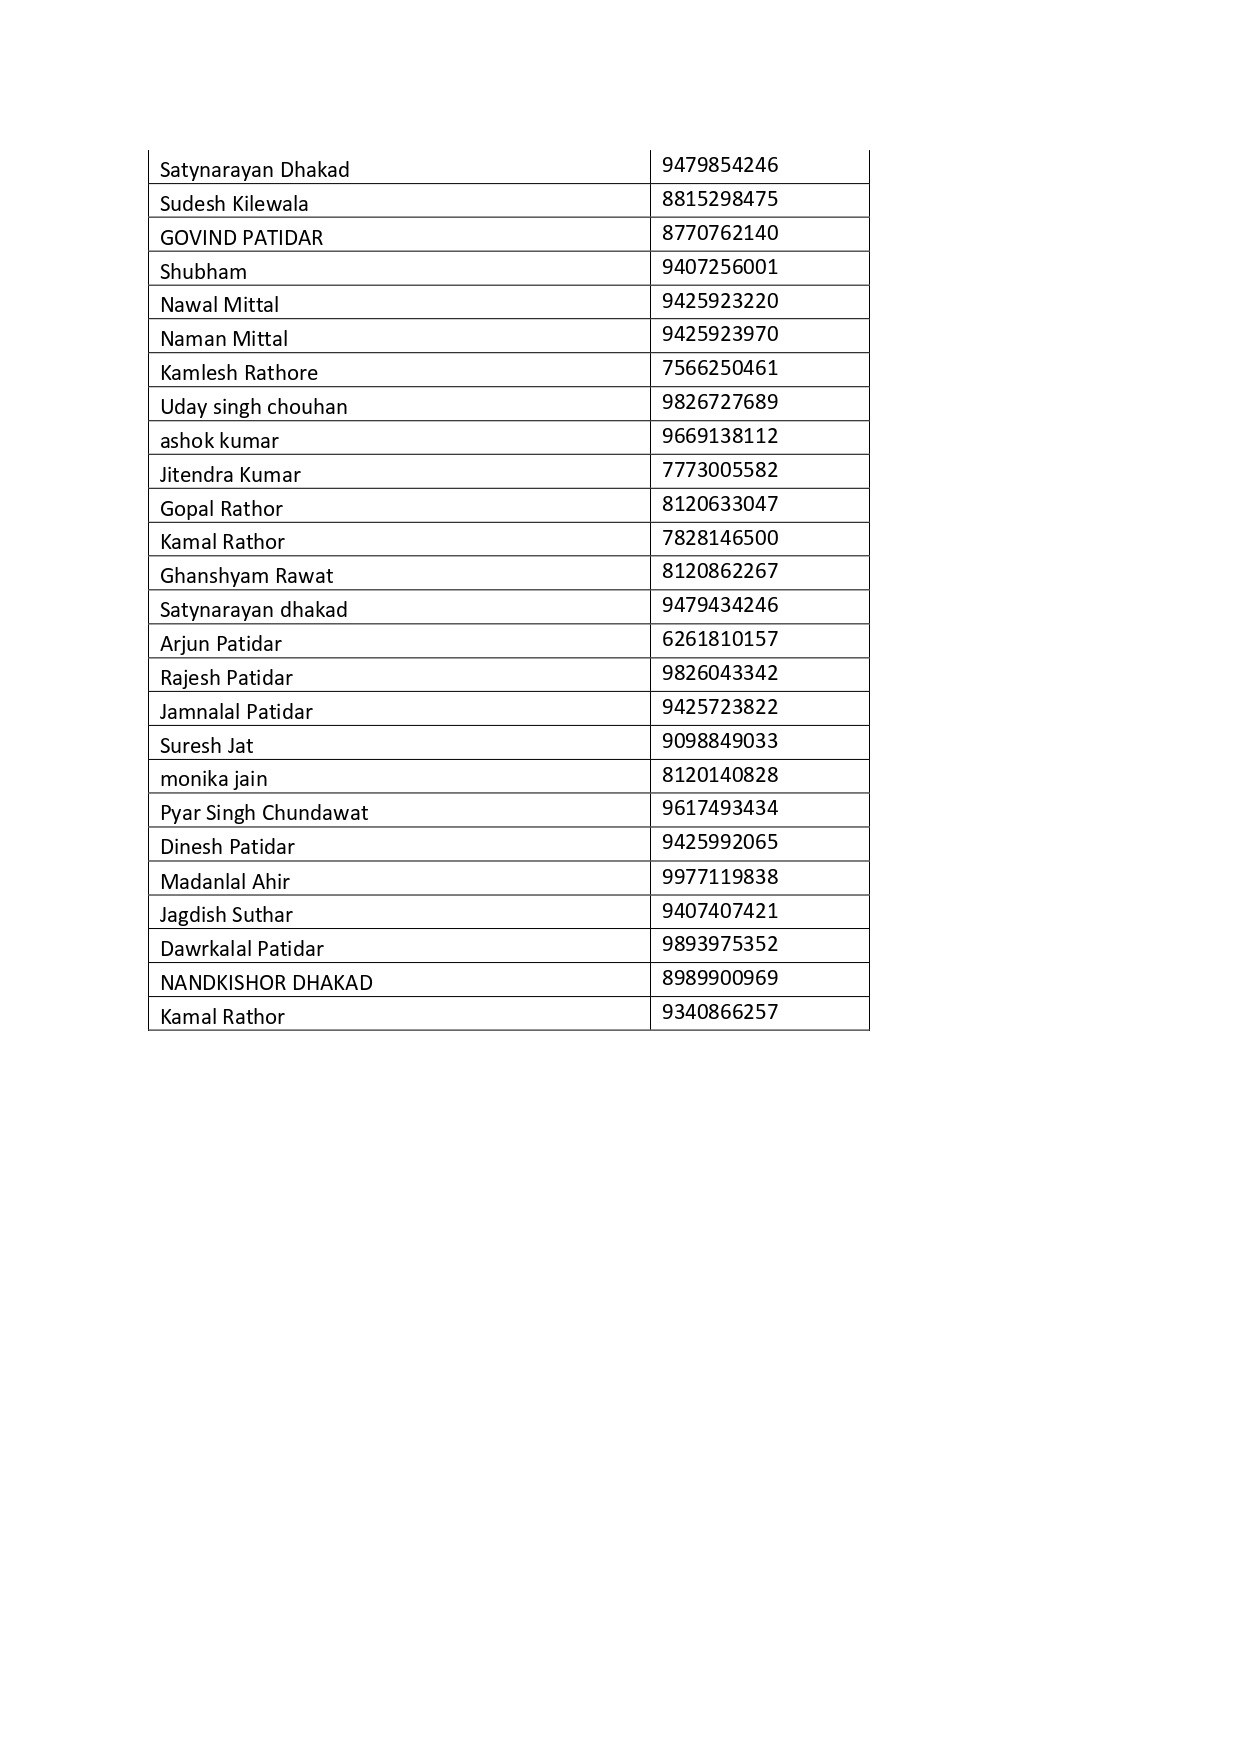 Satynarayan Dhakad 9479854246
Sudesh Kilewala 8815298475
GOVIND PATIDAR 8770762140
Shubham 9407256001
Nawal Mittal 9425923220
Naman Mittal 9425923970
Kamlesh Rathore 7566250461
Uday singh chouhan 9826727689
ashok kumar 9669138112
Jitendra Kumar 7773005582
Gopal Rathor 8120633047
Kamal Rathor 7828146500
Ghanshyam Rawat 8120862267
Satynarayan dhakad 9479434246
Arjun Patidar 6261810157
Rajesh Patidar 9826043342
Jamnalal Patidar 9425723822
Suresh Jat 9098849033
monika jain 8120140828
Pyar Singh Chundawat 9617493434
Dinesh Patidar 9425992065
Madanlal Ahir 9977119838
Jagdish Suthar 9407407421
Dawrkalal Patidar 9893975352
NANDKISHOR DHAKAD 8989900969
Kamal Rathor 9340866257